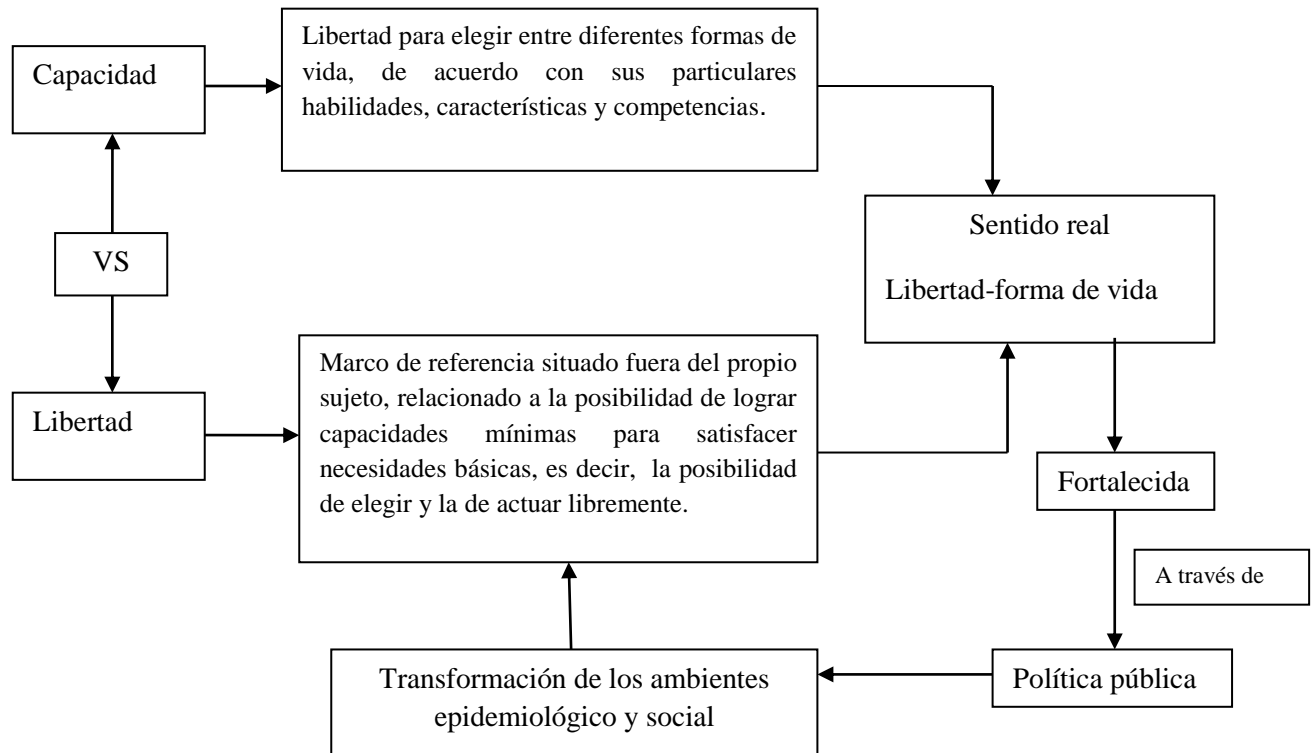 Capacidad
Libertad para elegir entre diferentes formas de
vida, de acuerdo con sus particulares
habilidades, características y competencias.
VS
Sentido real
Libertad-forma de vida
Libertad
Marco de referencia situado fuera del propio
sujeto, relacionado a la posibilidad de lograr
capacidades mínimas para satisfacer
necesidades básicas, es decir, la posibilidad
de elegir y la de actuar libremente.
Fortalecida
A través de
Política pública
Transformación de los ambientes
epidemiológico y social